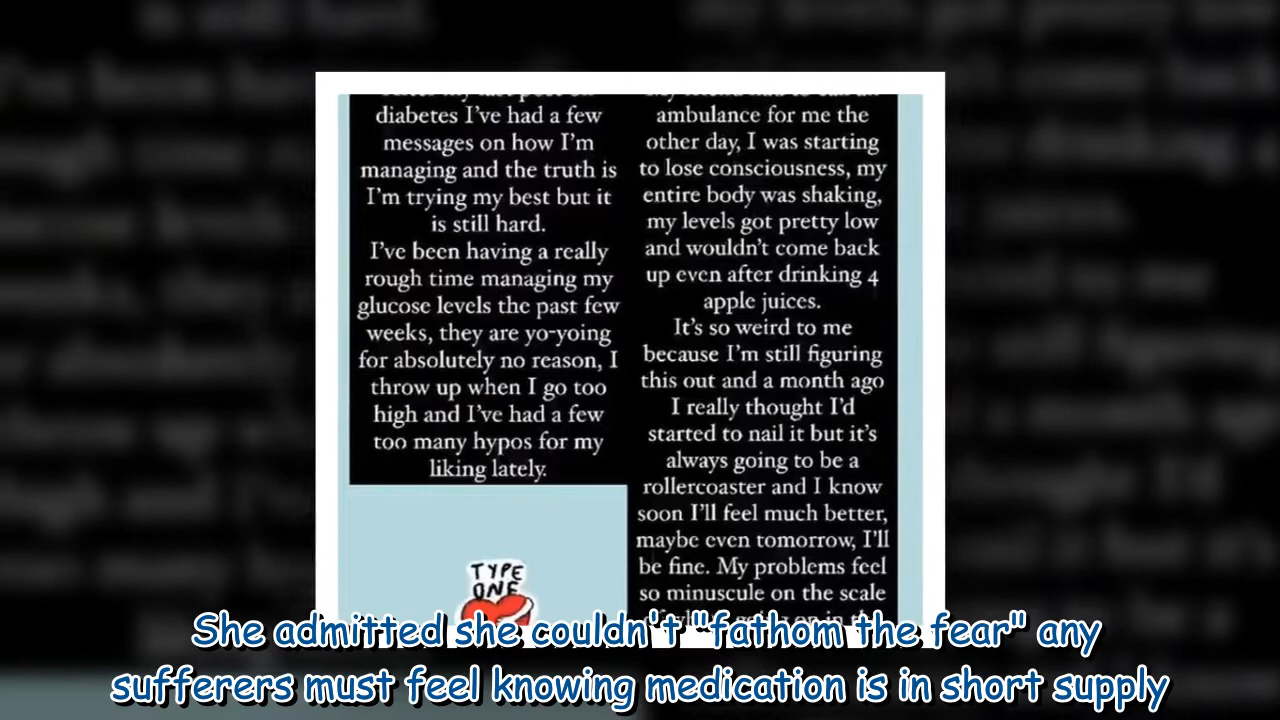 diabetes I've had a few
messages on how I'm
managing and the truth is
I'm trying my best but it
is still hard.
I've been having a really
rough time managing my
glucose levels the past few
weeks, they are yo-yoing
for absolutely no reason, I
throw up when I go too
high and I've had a few
too many hypos for my
liking lately.
TYPE
ONE
ambulance for me the
other day, I was starting
to lose consciousness, my
entire body was shaking,
my levels got pretty low
and wouldn't come back
up even after drinking 4
apple juices.
It's so weird to me
because I'm still figuring
this out and a month ago
I really thought I'd
started to nail it but it's
always going to be a
rollercoaster and I know
soon I'll feel much better,
maybe even tomorrow, I'll
be fine. My problems feel
so minuscule on the scale
She admitted she couldn't "fathom the fear" any
sufferers must feel knowing medication is in short supply